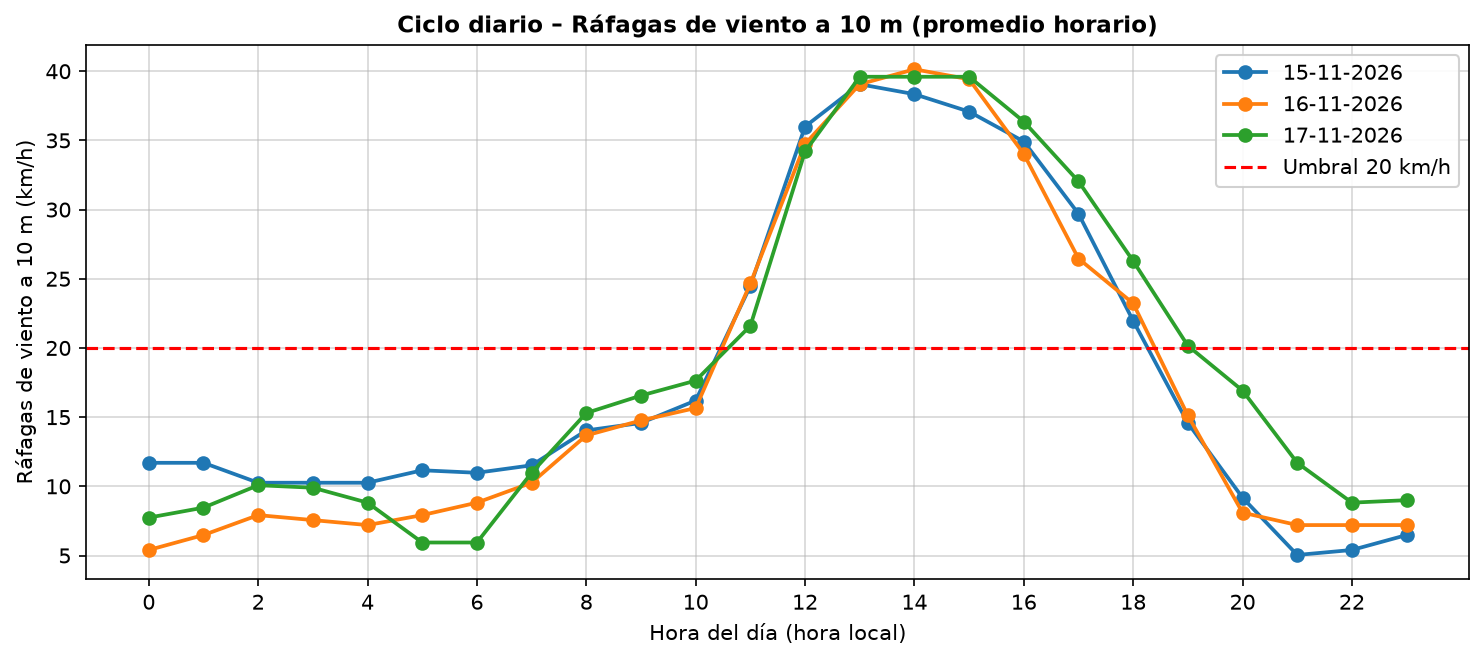 Ciclo diario – Ráfagas de viento a 10 m (promedio horario)
Ráfagas de viento a 10 m (km/h)
40
35
30
25
20
15
10
5
15-11-2026
16-11-2026
17-11-2026
Umbral 20 km/h
0 2 4 6 8 10 12 14 16 18 20 22
Hora del día (hora local)